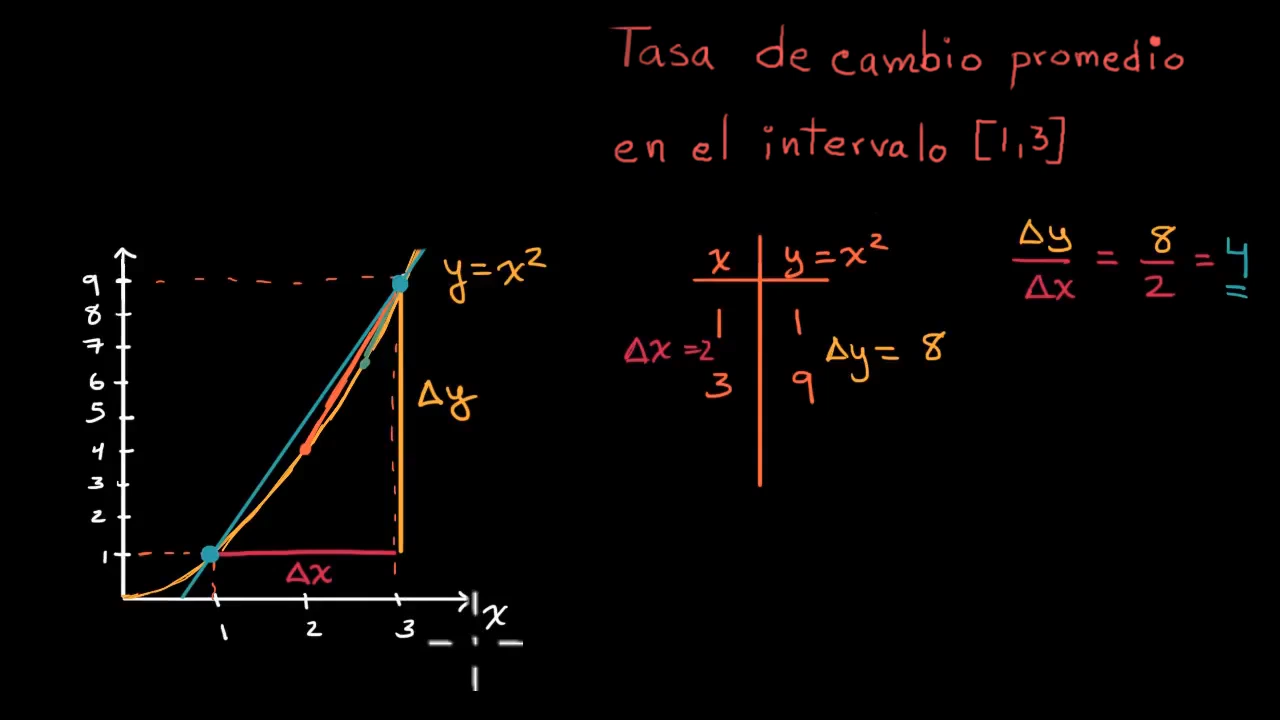 Tasa de cambio promedio
en el intervalo [1,3]
y=x²
9
8
7
6
5
4
3
2
1
Δy
Δx
1 2 3
x
x y=x²
1 1
Δx=2 Δy= 8
3 9
Δy/Δx = 8/2 = 4